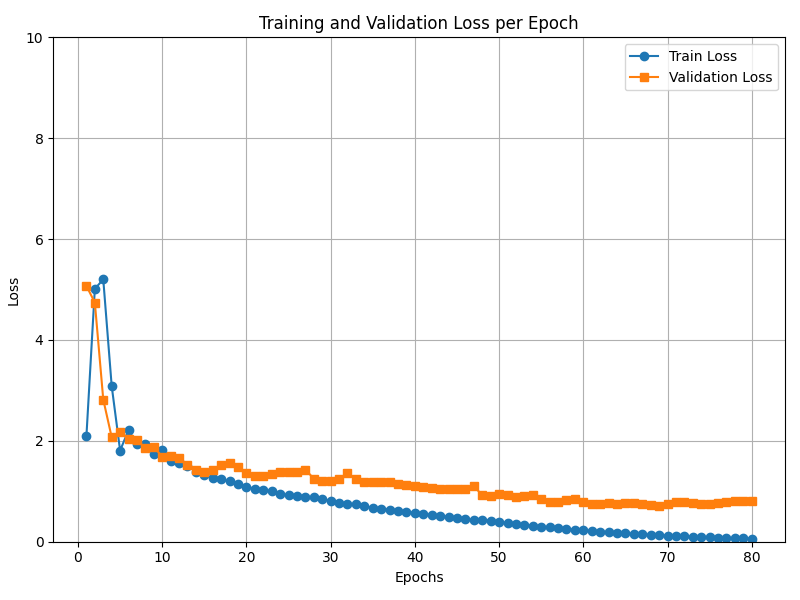 Training and Validation Loss per Epoch
Train Loss
Validation Loss
10
8
6
4
2
0
Loss
0 10 20 30 40 50 60 70 80
Epochs